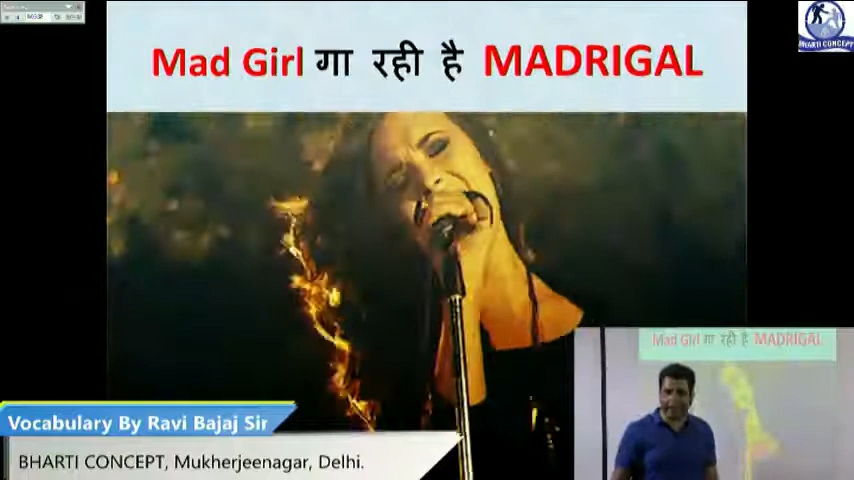 Mad Girl गा रही है MADRIGAL
BHARTI CONCEPT
Mad Girl गा रही है MADRIGAL
Vocabulary By Ravi Bajaj Sir
BHARTI CONCEPT, Mukherjeenagar, Delhi.